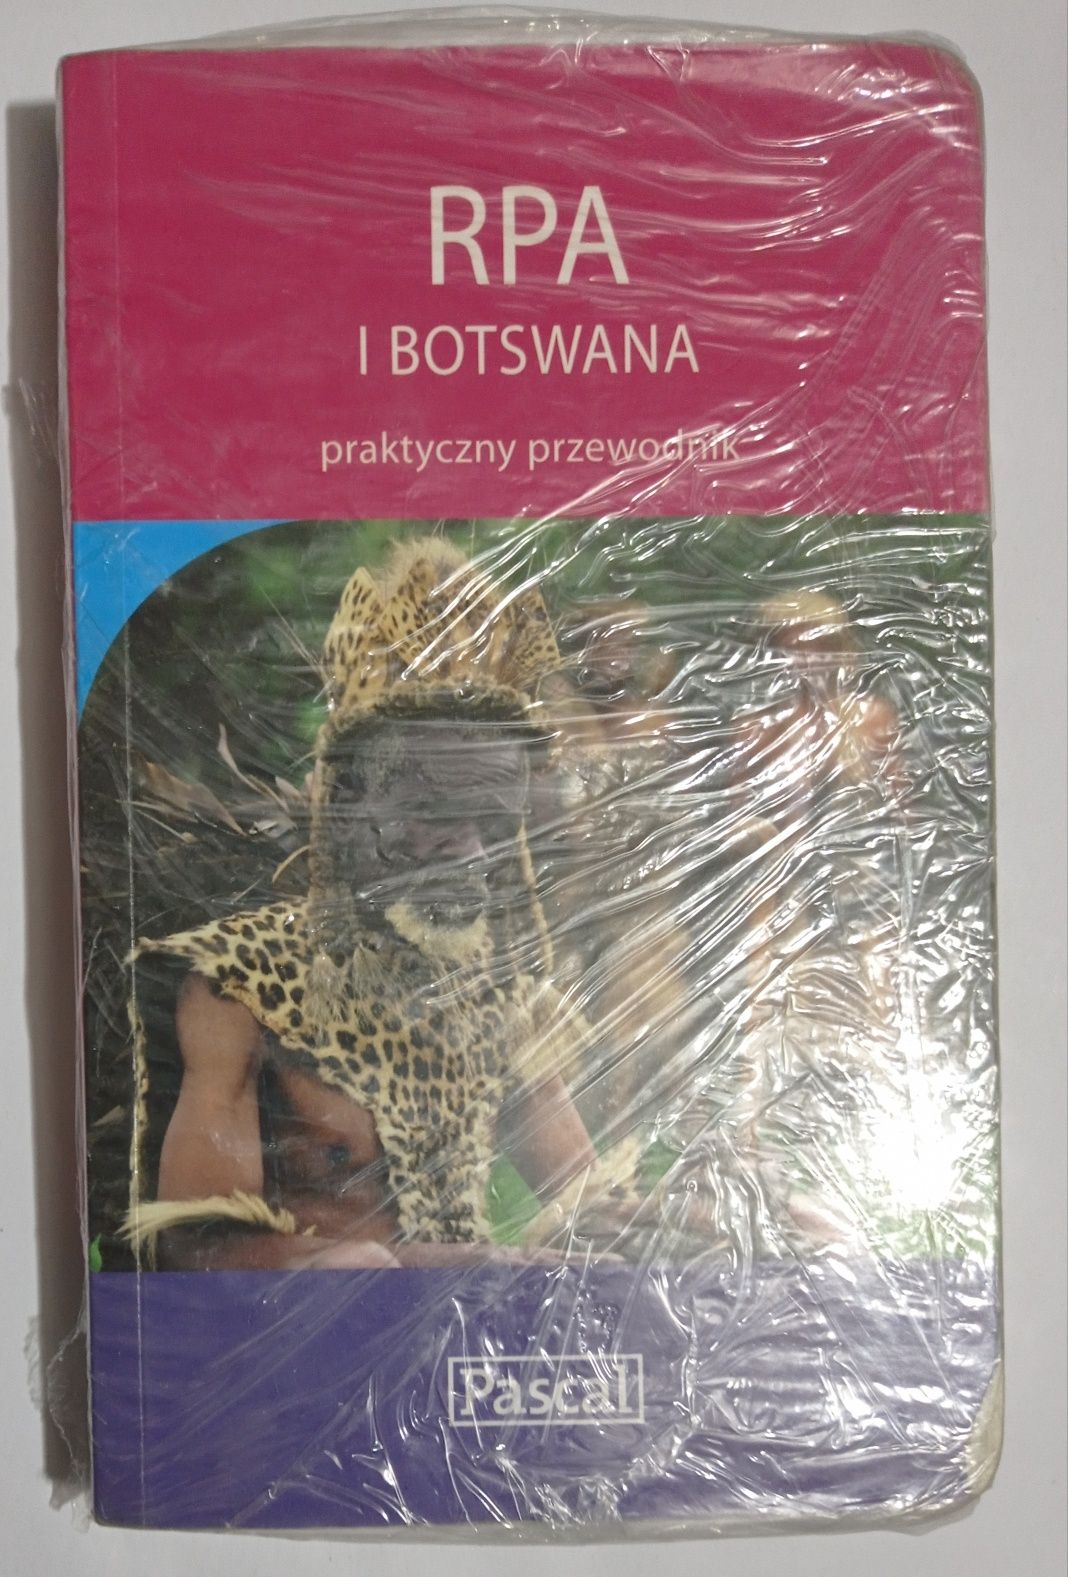 RPA
I BOTSWANA
praktyczny przewodnik
Pascal